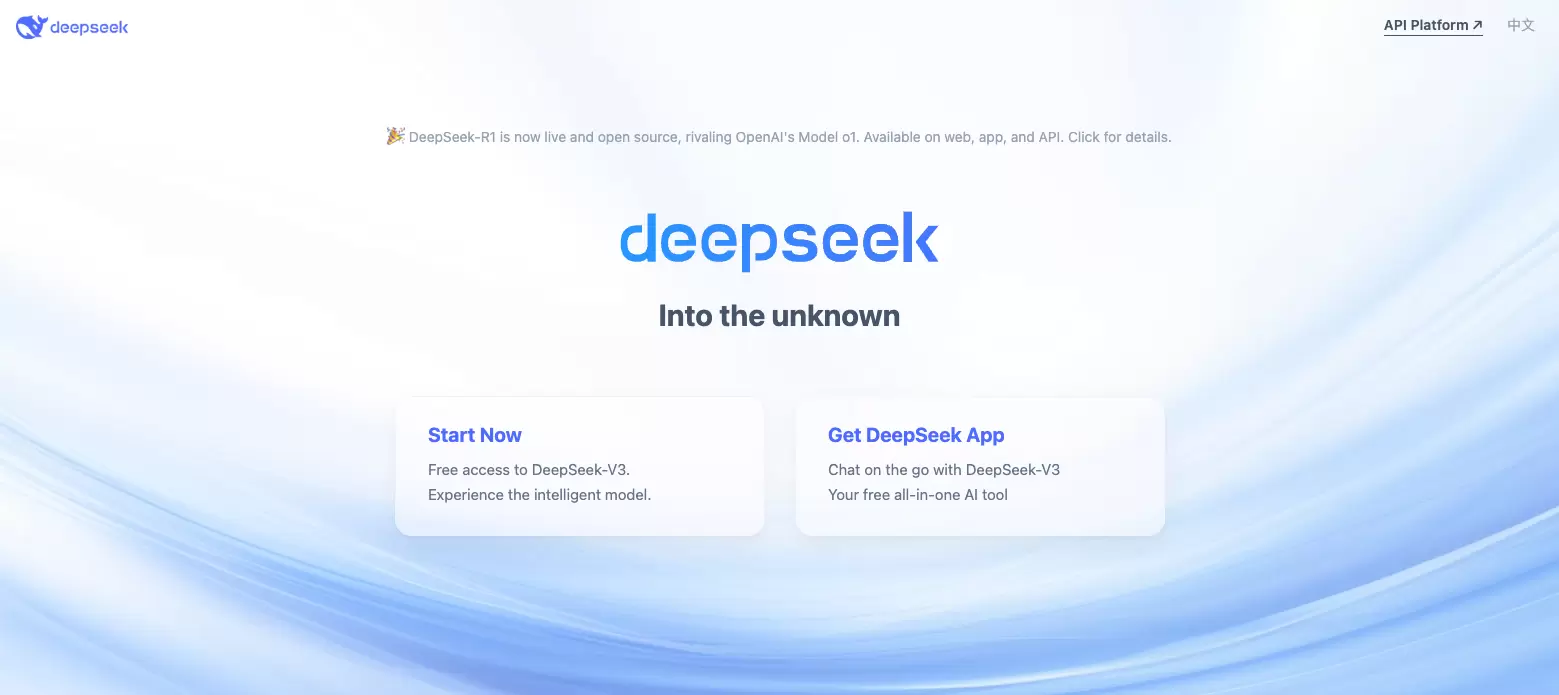 deepseek
API Platform ↗
中文
🎉 DeepSeek-R1 is now live and open source, rivaling OpenAI's Model o1. Available on web, app, and API. Click for details.
deepseek
Into the unknown
Start Now
Free access to DeepSeek-V3.
Experience the intelligent model.
Get DeepSeek App
Chat on the go with DeepSeek-V3
Your free all-in-one AI tool